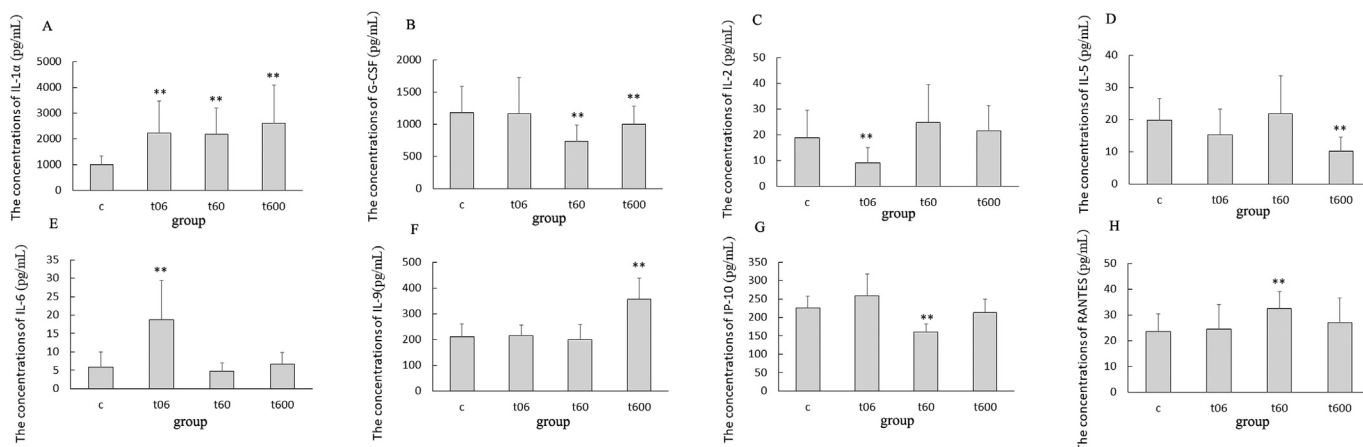 A
The concentrations of IL-1α (pg/mL)
5000
4000
3000
2000
1000
0
**
**
**
c
t06
t60
t600
group
B
The concentrations of G-CSF (pg/mL)
2000
1500
1000
500
0
**
**
c
t06
t60
t600
group
C
The concentrations of IL-2 (pg/mL)
50
40
30
20
10
0
**
c
t06
t60
t600
group
D
The concentrations of IL-5 (pg/mL)
40
30
20
10
0
**
c
t06
t60
t600
group
E
The concentrations of IL-6 (pg/mL)
35
30
25
20
15
10
5
0
**
c
t06
t60
t600
group
F
The concentrations of IL-9(pg/mL)
500
400
300
200
100
0
**
c
t06
t60
t600
group
G
The concentrations of IP-10 (pg/mL)
350
300
250
200
150
100
50
0
**
c
t06
t60
t600
group
H
The concentrations of RANTES (pg/mL)
50
40
30
20
10
0
**
c
t06
t60
t600
group